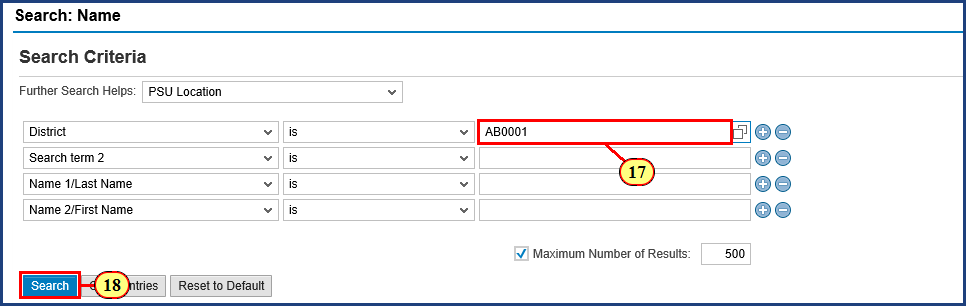 Search: Name
Search Criteria
Further Search Helps: PSU Location
District is AB0001
Search term 2 is
17
Name 1/Last Name is
Name 2/First Name is
Maximum Number of Results: 500
Search 18 ntries Reset to Default